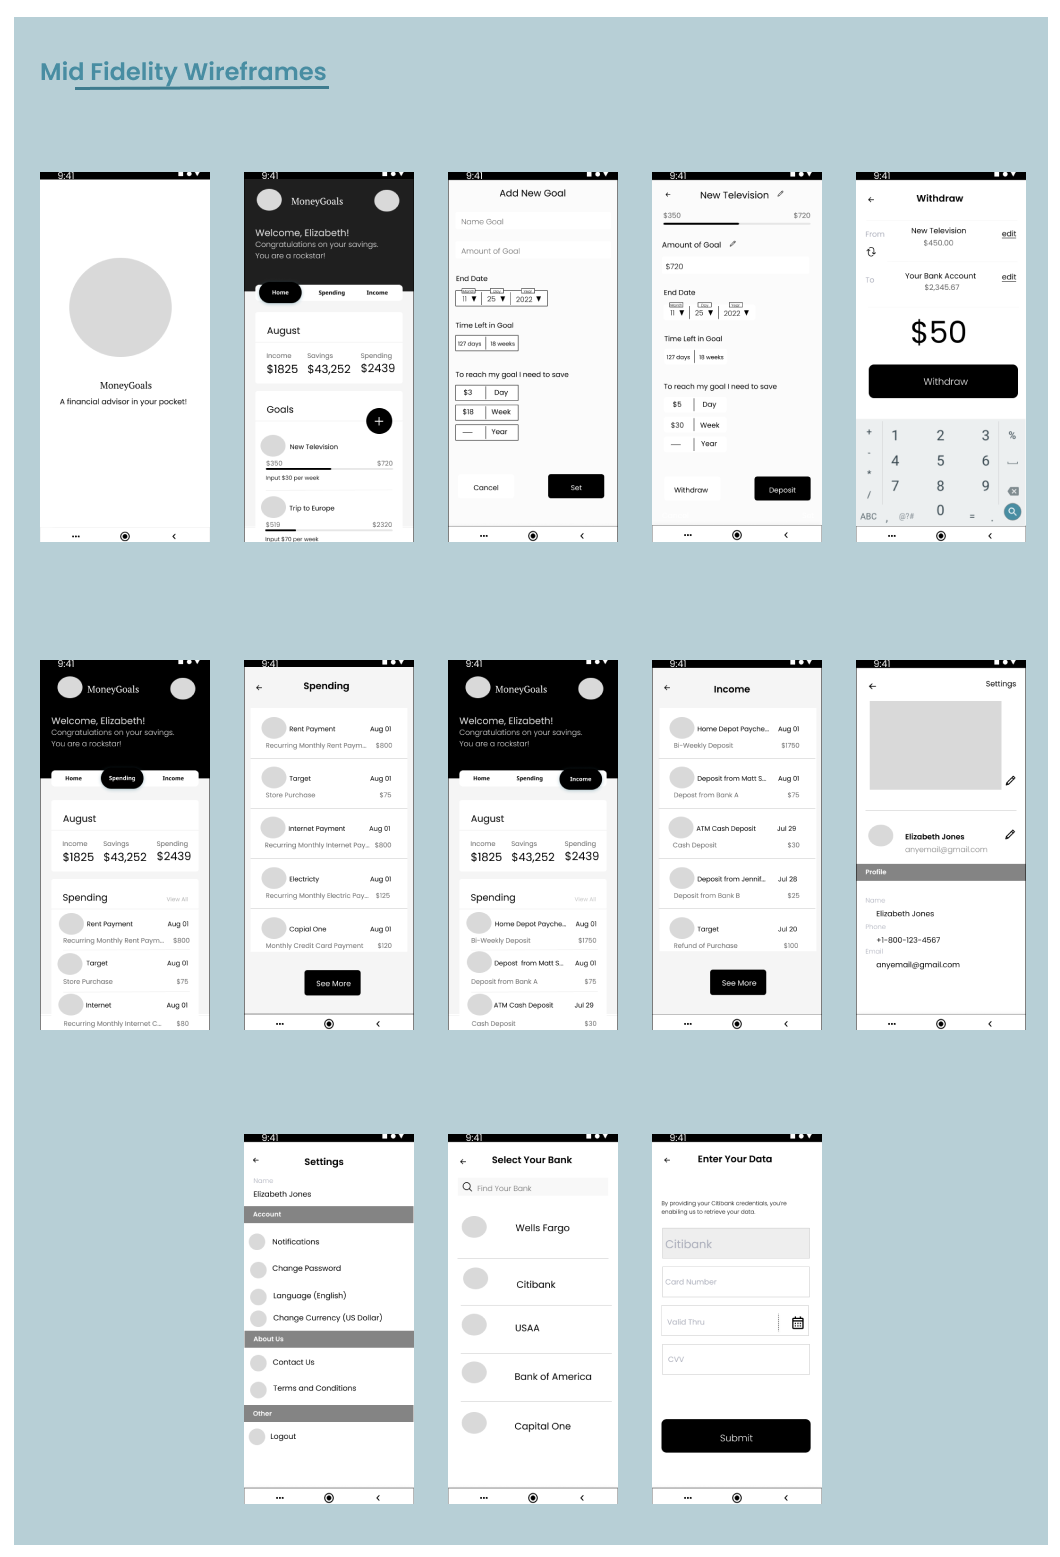 Mid Fidelity Wireframes
9:41
MoneyGoals
A financial advisor in your pocket!
9:41
MoneyGoals
Welcome, Elizabeth!
Congratulations on your savings.
You are a rockstar!
Home Spending Income
August
Income Savings Spending
$1825 $43,252 $2439
Goals
+
New Television
$350 $720
Input $30 per week
Trip to Europe
$519 $2320
Input $70 per week
9:41
Add New Goal
Name Goal
Amount of Goal
End Date
Month Day Year
11 ▼ 25 ▼ 2022 ▼
Time Left in Goal
127 days 18 weeks
To reach my goal I need to save
$3 Day
$18 Week
— Year
Cancel Set
9:41
← New Television
$350 $720
Amount of Goal
$720
End Date
Month Day Year
11 ▼ 25 ▼ 2022 ▼
Time Left in Goal
127 days 18 weeks
To reach my goal I need to save
$5 Day
$30 Week
— Year
Withdraw Deposit
9:41
← Withdraw
From New Television edit
$450.00
To Your Bank Account edit
$2,345.67
$50
Withdraw
+ 1 2 3 %
- 4 5 6
* 7 8 9
/
ABC , @?# 0 = .
9:41
MoneyGoals
Welcome, Elizabeth!
Congratulations on your savings.
You are a rockstar!
Home Spending Income
August
Income Savings Spending
$1825 $43,252 $2439
Spending View All
Rent Payment Aug 01
Recurring Monthly Rent Paym... $800
Target Aug 01
Store Purchase $75
Internet Aug 01
Recurring Monthly Internet C... $80
9:41
← Spending
Rent Payment Aug 01
Recurring Monthly Rent Paym... $800
Target Aug 01
Store Purchase $75
Internet Payment Aug 01
Recurring Monthly Internet Pay... $800
Electricty Aug 01
Recurring Monthly Electric Pay... $125
Capial One Aug 01
Monthly Credit Card Payment $120
See More
9:41
MoneyGoals
Welcome, Elizabeth!
Congratulations on your savings.
You are a rockstar!
Home Spending Income
August
Income Savings Spending
$1825 $43,252 $2439
Spending View All
Home Depot Payche... Aug 01
Bi-Weekly Deposit $1750
Depost from Matt S... Aug 01
Deposit from Bank A $75
ATM Cash Deposit Jul 29
Cash Deposit $30
9:41
← Income
Home Depot Payche... Aug 01
Bi-Weekly Deposit $1750
Deposit from Matt S... Aug 01
Depost from Bank A $75
ATM Cash Deposit Jul 29
Cash Deposit $30
Deposit from Jennif... Jul 28
Deposit from Bank B $25
Target Jul 20
Refund of Purchase $100
See More
9:41
← Settings
Elizabeth Jones
anyemail@gmail.com
Profile
Name
Elizabeth Jones
Phone
+1-800-123-4567
Email
anyemail@gmail.com
9:41
← Settings
Name
Elizabeth Jones
Account
Notifications
Change Password
Language (English)
Change Currency (US Dollar)
About Us
Contact Us
Terms and Conditions
Other
Logout
9:41
← Select Your Bank
Find Your Bank
Wells Fargo
Citibank
USAA
Bank of America
Capital One
9:41
← Enter Your Data
By providing your Citibank credentials, you're
enabling us to retrieve your data.
Citibank
Card Number
Valid Thru
CVV
Submit